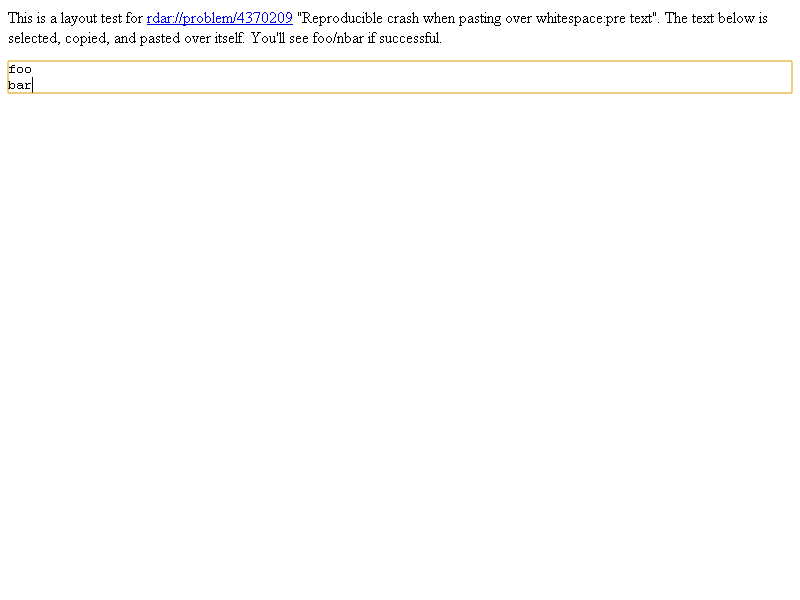 This is a layout test for rdar://problem/4370209 "Reproducible crash when pasting over whitespace:pre text". The text below is
selected, copied, and pasted over itself. You'll see foo/nbar if successful.
foo
bar